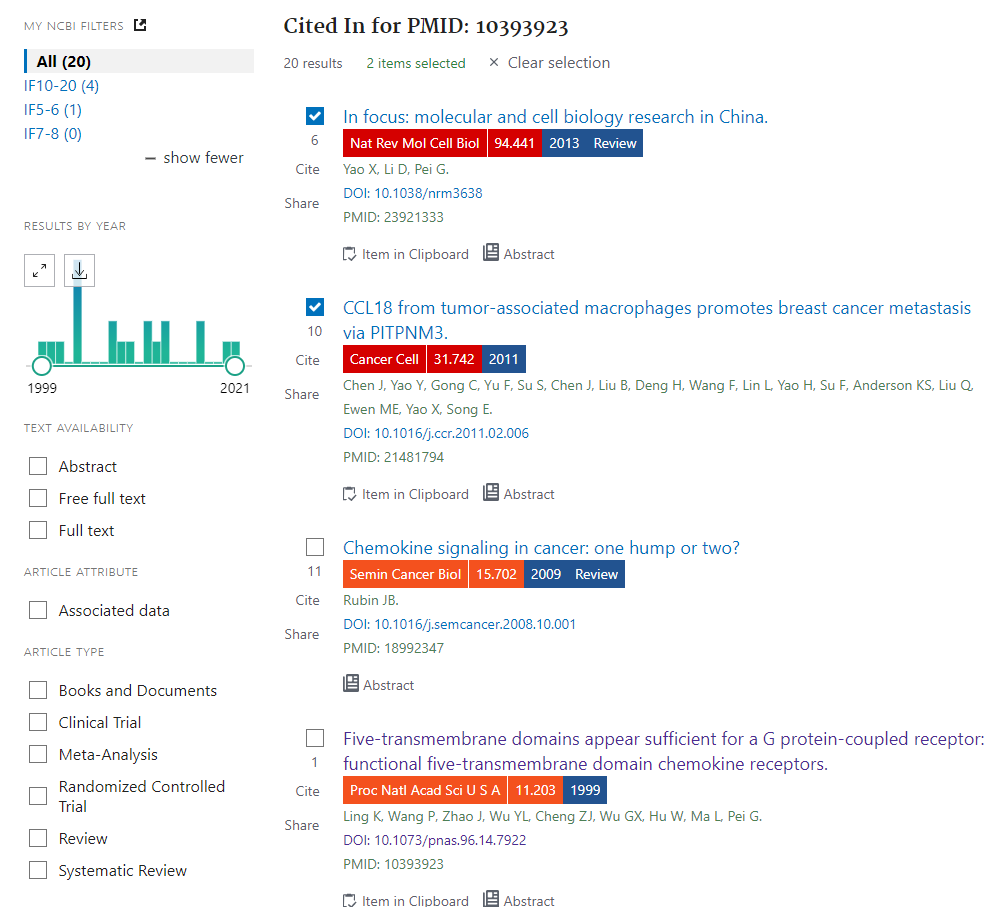 MY NCBI FILTERS
All (20)
IF10-20 (4)
IF5-6 (1)
IF7-8 (0)
— show fewer
RESULTS BY YEAR
1999 2021
TEXT AVAILABILITY
Abstract
Free full text
Full text
ARTICLE ATTRIBUTE
Associated data
ARTICLE TYPE
Books and Documents
Clinical Trial
Meta-Analysis
Randomized Controlled
Trial
Review
Systematic Review
Cited In for PMID: 10393923
20 results 2 items selected × Clear selection
In focus: molecular and cell biology research in China.
6
Nat Rev Mol Cell Biol 94.441 2013 Review
Cite
Yao X, Li D, Pei G.
DOI: 10.1038/nrm3638
Share
PMID: 23921333
Item in Clipboard Abstract
CCL18 from tumor-associated macrophages promotes breast cancer metastasis
10
via PITPNM3.
Cite
Cancer Cell 31.742 2011
Share
Chen J, Yao Y, Gong C, Yu F, Su S, Chen J, Liu B, Deng H, Wang F, Lin L, Yao H, Su F, Anderson KS, Liu Q,
Ewen ME, Yao X, Song E.
DOI: 10.1016/j.ccr.2011.02.006
PMID: 21481794
Item in Clipboard Abstract
Chemokine signaling in cancer: one hump or two?
11
Semin Cancer Biol 15.702 2009 Review
Cite
Rubin JB.
DOI: 10.1016/j.semcancer.2008.10.001
Share
PMID: 18992347
Abstract
Five-transmembrane domains appear sufficient for a G protein-coupled receptor:
1
functional five-transmembrane domain chemokine receptors.
Cite
Proc Natl Acad Sci U S A 11.203 1999
Share
Ling K, Wang P, Zhao J, Wu YL, Cheng ZJ, Wu GX, Hu W, Ma L, Pei G.
DOI: 10.1073/pnas.96.14.7922
PMID: 10393923
Item in Clipboard Abstract